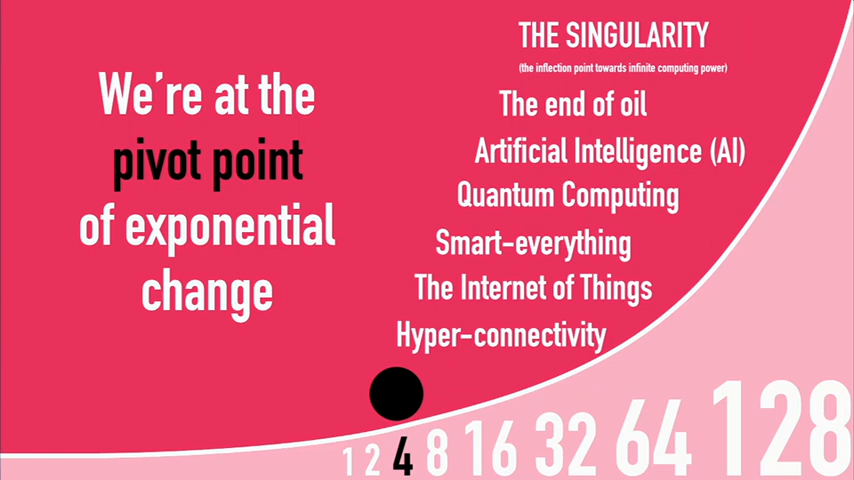 We're at the
pivot point
of exponential
change
THE SINGULARITY
(the inflection point towards infinite computing power)
The end of oil
Artificial Intelligence (AI)
Quantum Computing
Smart-everything
The Internet of Things
Hyper-connectivity
1 2 4 8 16 32 64 128